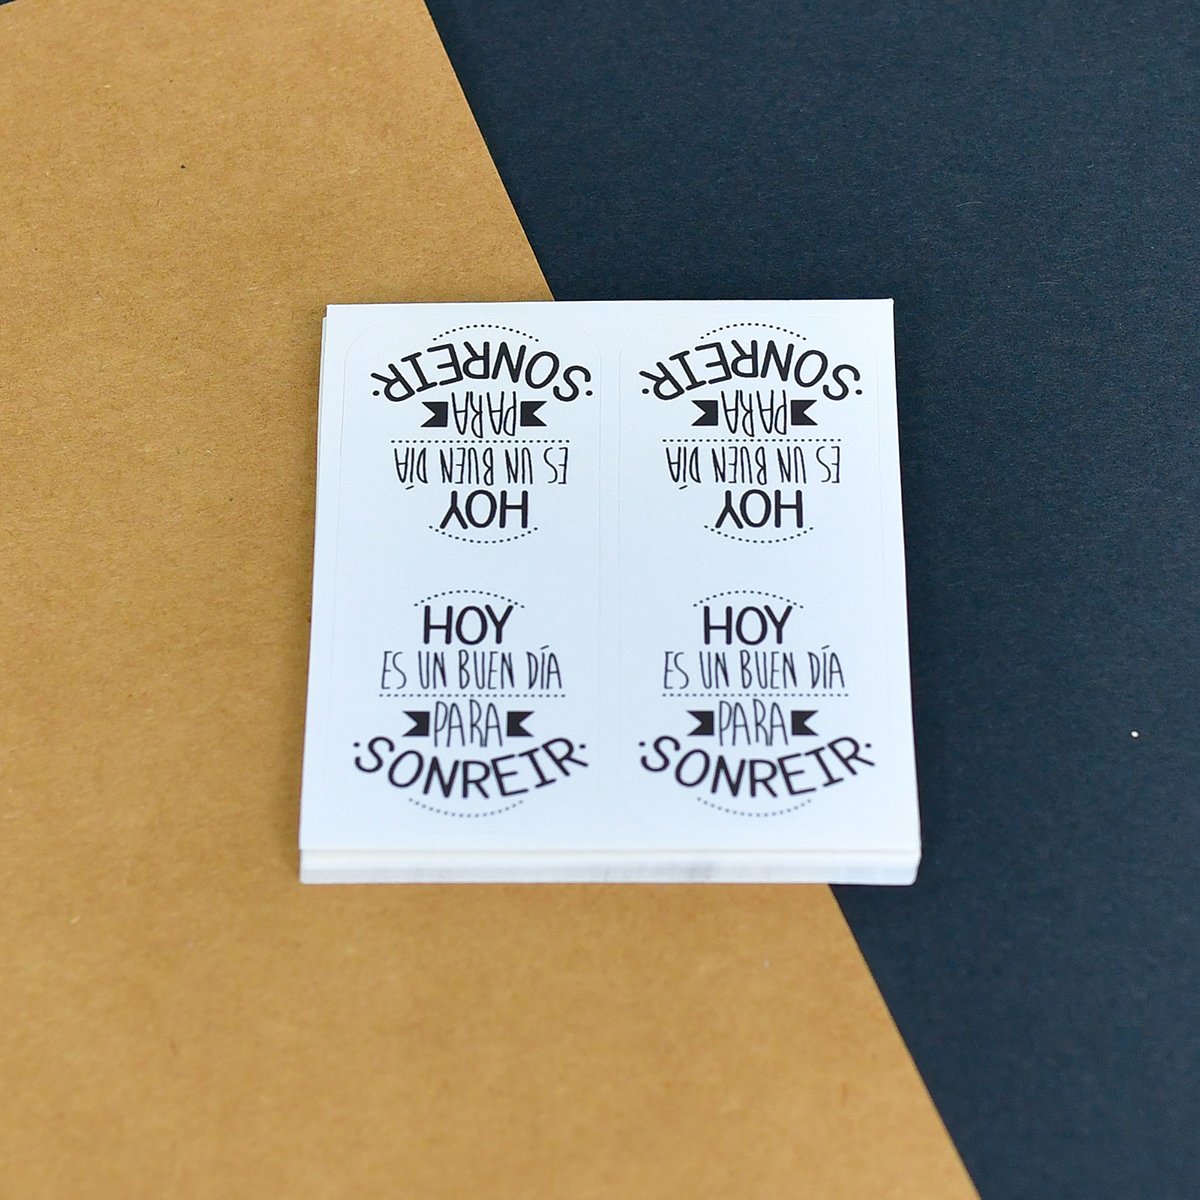 SONREIR
PARA
ES UN BUEN DÍA
HOY
SONREIR
PARA
ES UN BUEN DÍA
HOY
HOY
ES UN BUEN DÍA
PARA
·SONREIR·
HOY
ES UN BUEN DÍA
PARA
·SONREIR·